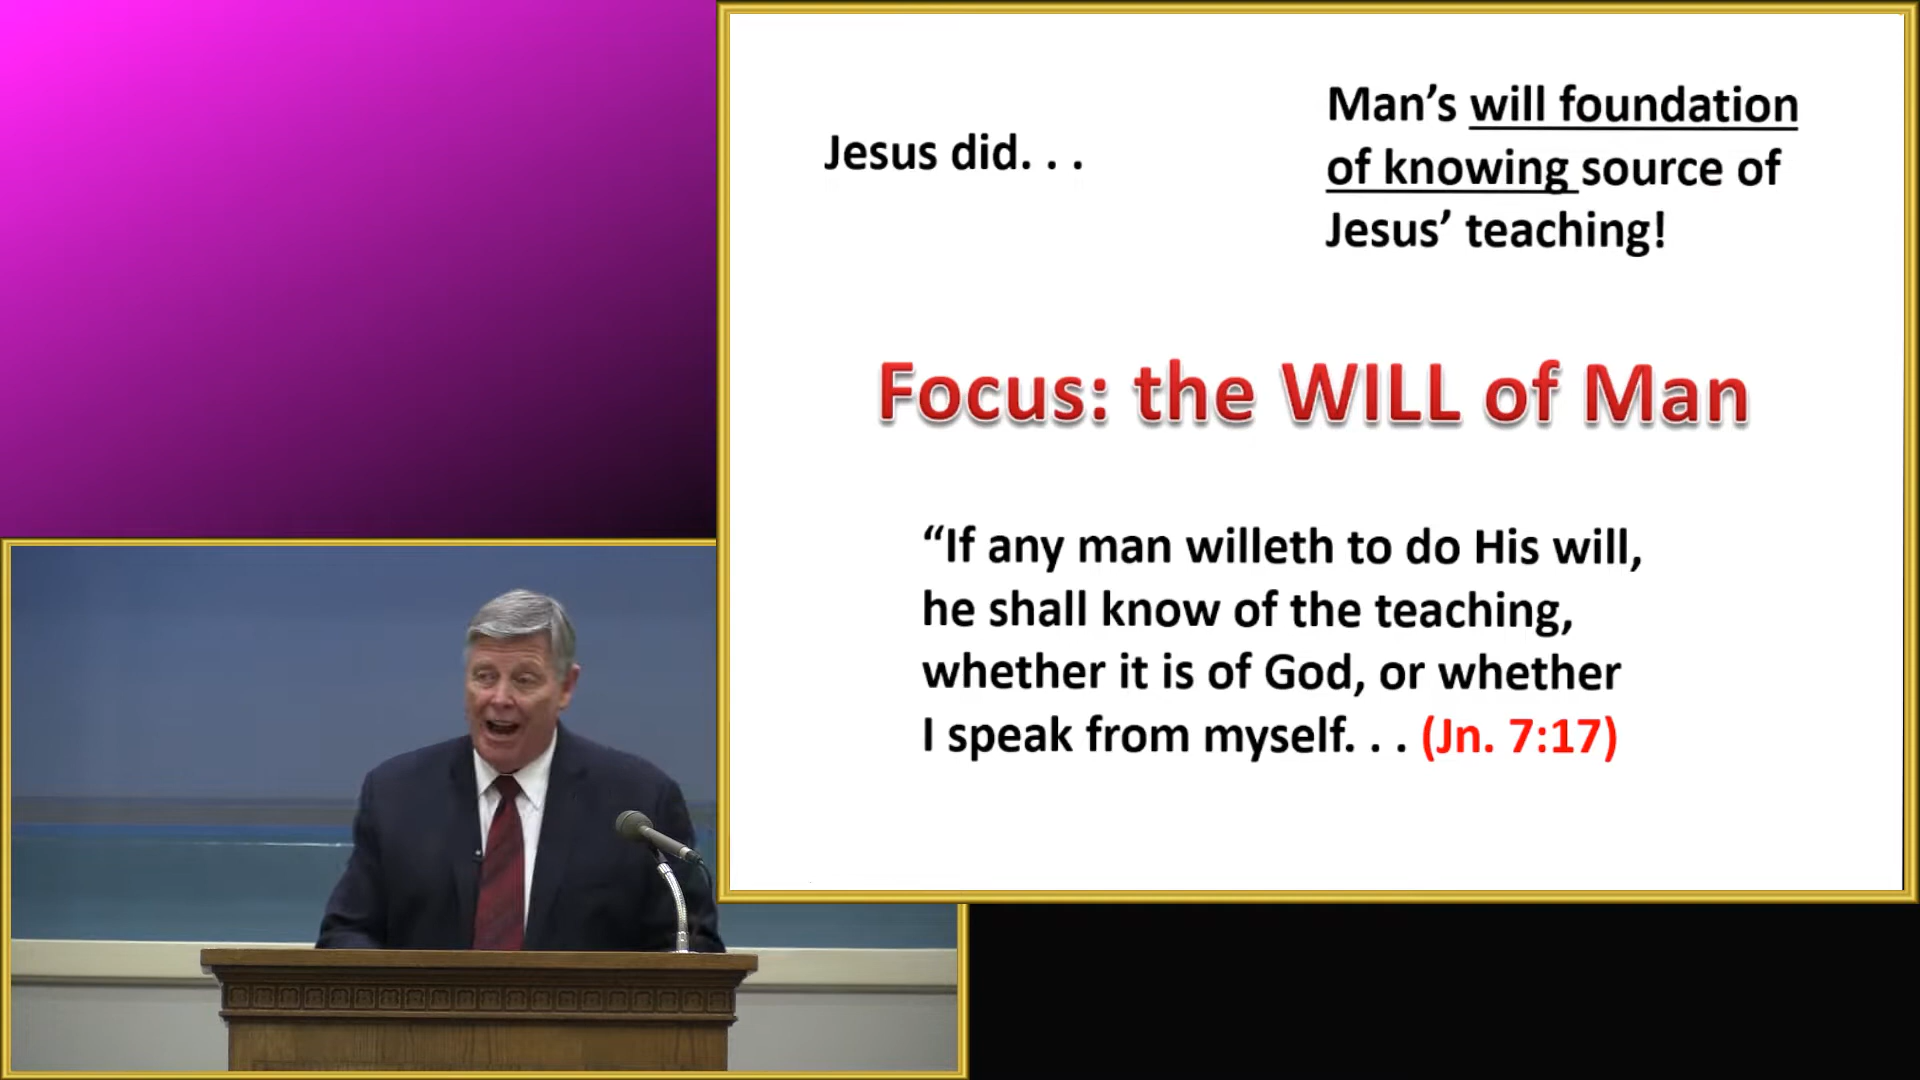 Jesus did. . .
Man’s will foundation
of knowing source of
Jesus’ teaching!
Focus: the WILL of Man
“If any man willeth to do His will,
he shall know of the teaching,
whether it is of God, or whether
I speak from myself. . . (Jn. 7:17)